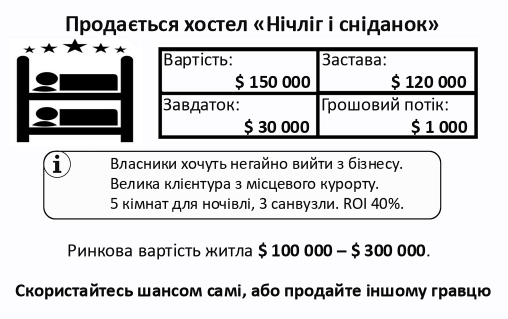 Продається хостел «Нічліг і сніданок»
Вартість:
$ 150 000
Застава:
$ 120 000
Завдаток:
$ 30 000
Грошовий потік:
$ 1 000
i
Власники хочуть негайно вийти з бізнесу.
Велика клієнтура з місцевого курорту.
5 кімнат для ночівлі, 3 санвузли. ROI 40%.
Ринкова вартість житла $ 100 000 – $ 300 000.
Скористайтесь шансом самі, або продайте іншому гравцю